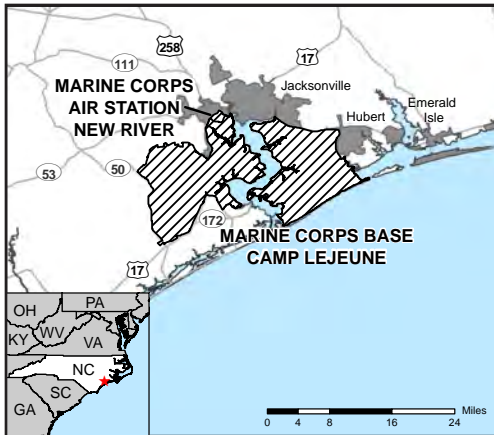 258
17
111
MARINE CORPS
AIR STATION
NEW RIVER
Jacksonville
Hubert
Emerald
Isle
50
53
172
MARINE CORPS BASE
CAMP LEJEUNE
17
PA
OH
WV
KY
VA
NC
SC
GA
Miles
0 4 8 16 24